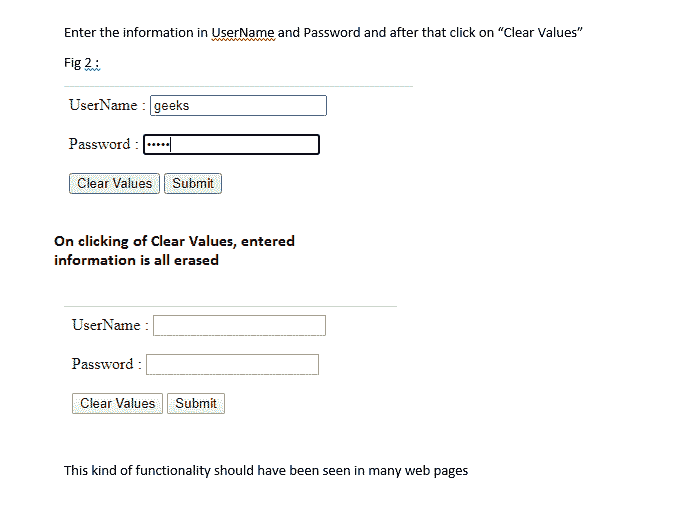 Enter the information in UserName and Password and after that click on “Clear Values”
Fig 2 :
UserName : geeks
Password : •••••
Clear Values Submit
On clicking of Clear Values, entered
information is all erased
UserName :
Password :
Clear Values Submit
This kind of functionality should have been seen in many web pages